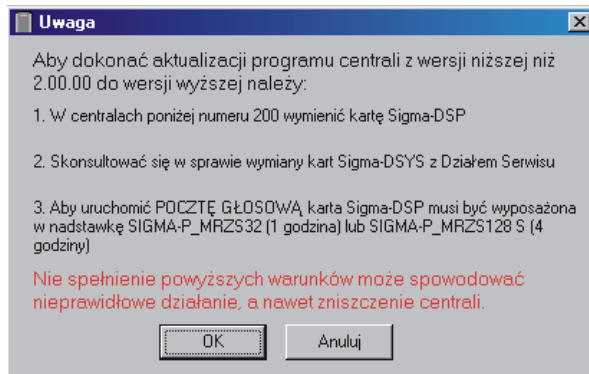 Uwaga
Aby dokonać aktualizacji programu centrali z wersji niższej niż
2.00.00 do wersji wyższej należy:
1. W centralach poniżej numeru 200 wymienić kartę Sigma-DSP
2. Skonsultować się w sprawie wymiany kart Sigma-DSYS z Działem Serwisu
3. Aby uruchomić POCZTĘ GŁOSOWĄ karta Sigma-DSP musi być wyposażona
w nadstawkę SIGMA-P_MRZS32 (1 godzina) lub SIGMA-P_MRZS128 S (4
godziny)
Nie spełnienie powyższych warunków może spowodować
nieprawidłowe działanie, a nawet zniszczenie centrali.
OK
Anuluj